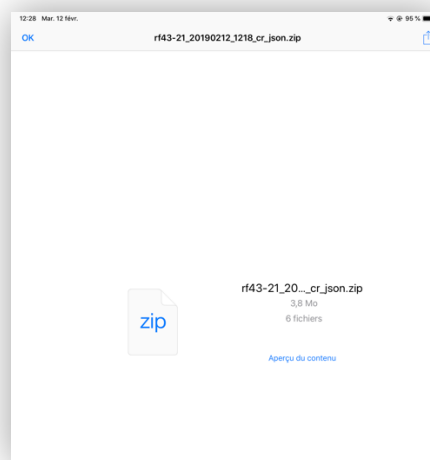 12:28 Mar. 12 févr.
95 %
OK
rf43-21_20190212_1218_cr_json.zip
zip
rf43-21_20..._cr_json.zip
3,8 Mo
6 fichiers
Aperçu du contenu